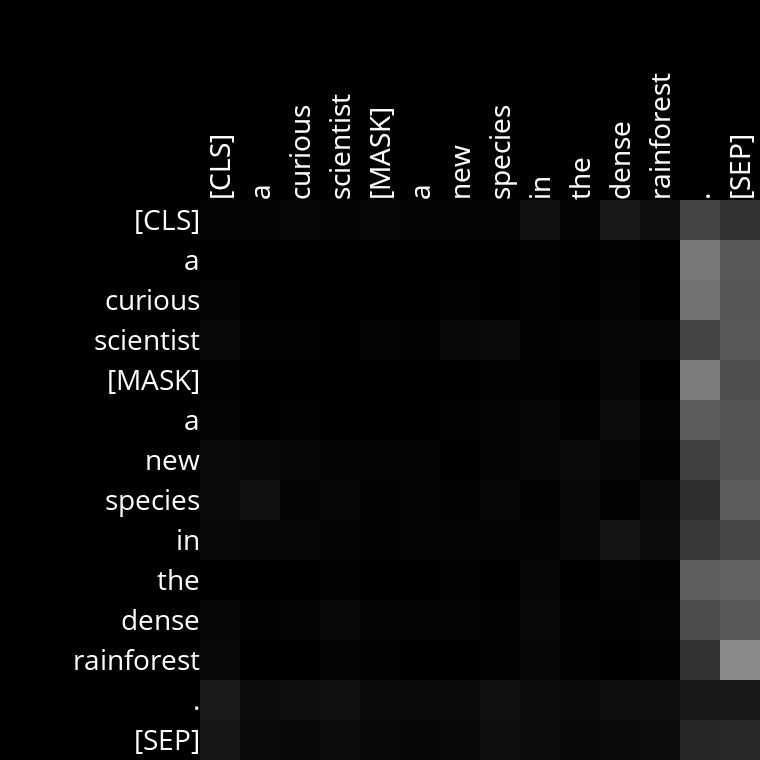 [CLS] a curious scientist [MASK] a new species in the dense rainforest . [SEP]
[CLS]
a
curious
scientist
[MASK]
a
new
species
in
the
dense
rainforest
.
[SEP]